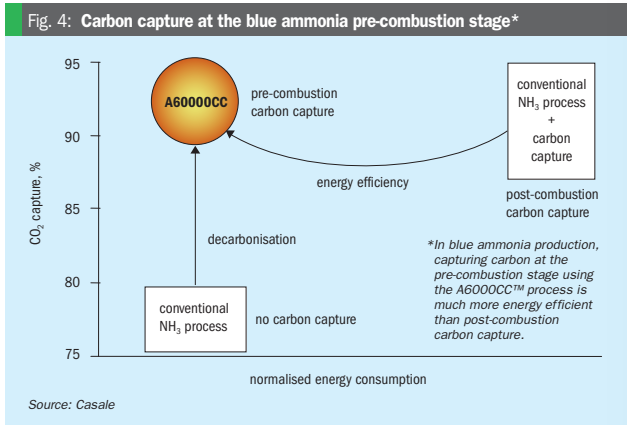 Fig. 4: Carbon capture at the blue ammonia pre-combustion stage*
95
90
85
80
75
CO₂ capture, %
A60000CC
pre-combustion
carbon capture
conventional
NH₃ process
+
carbon
capture
energy efficiency
post-combustion
carbon capture
decarbonisation
*In blue ammonia production,
capturing carbon at the
pre-combustion stage using
the A6000CC™ process is
much more energy efficient
than post-combustion
carbon capture.
conventional
NH₃ process
no carbon capture
normalised energy consumption
Source: Casale